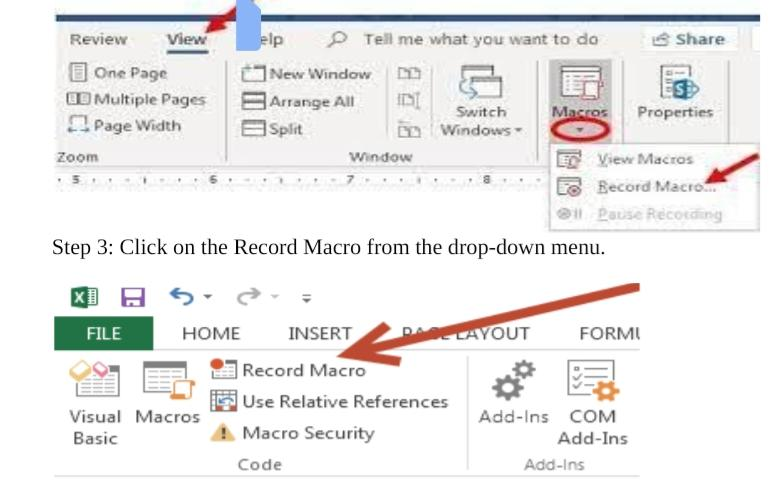 Review View elp Tell me what you want to do Share
One Page New Window
Multiple Pages Arrange All Switch Macros Properties
Page Width Split Windows
Zoom Window
View Macros
5 6 7 8
Record Macro...
Pause Recording
Step 3: Click on the Record Macro from the drop-down menu.
FILE HOME INSERT PAGE LAYOUT FORMU
Record Macro
Use Relative References
Visual Macros Add-Ins COM
Basic Macro Security Add-Ins
Code Add-Ins